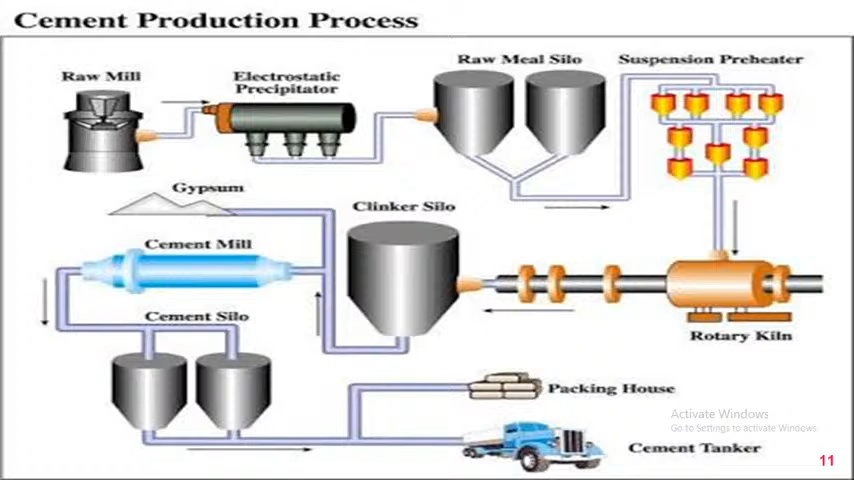 Cement Production Process
Raw Mill
Electrostatic
Precipitator
Raw Meal Silo
Suspension Preheater
Gypsum
Clinker Silo
Cement Mill
Cement Silo
Rotary Kiln
Packing House
Activate Windows
Go to Settings to activate Windows.
Cement Tanker
11